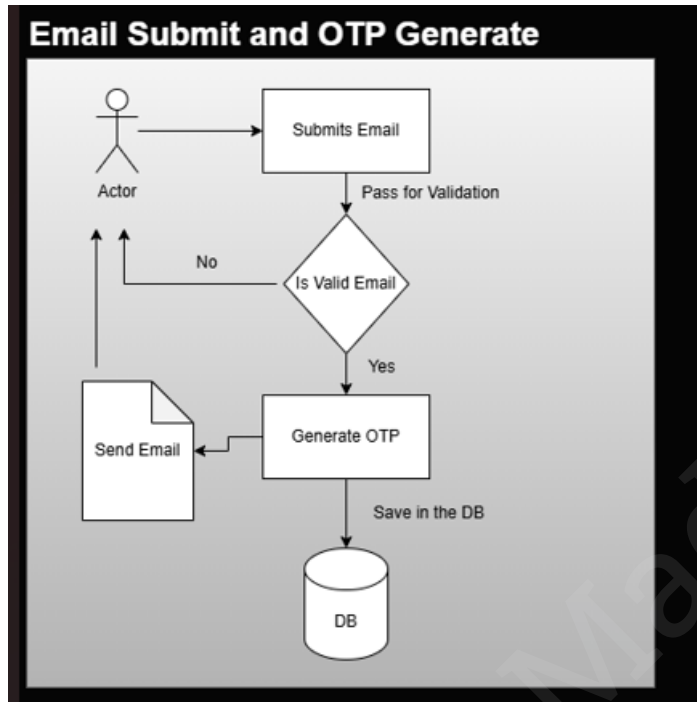 Email Submit and OTP Generate
Submits Email
Actor
Pass for Validation
No
Is Valid Email
Yes
Send Email
Generate OTP
Save in the DB
DB